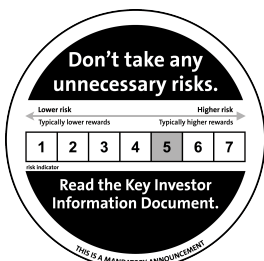 Don't take any
unnecessary risks.
Lower risk Higher risk
Typically lower rewards Typically higher rewards
1 2 3 4 5 6 7
risk indicator
Read the Key Investor
Information Document.
THIS IS A MANDATORY ANNOUNCEMENT